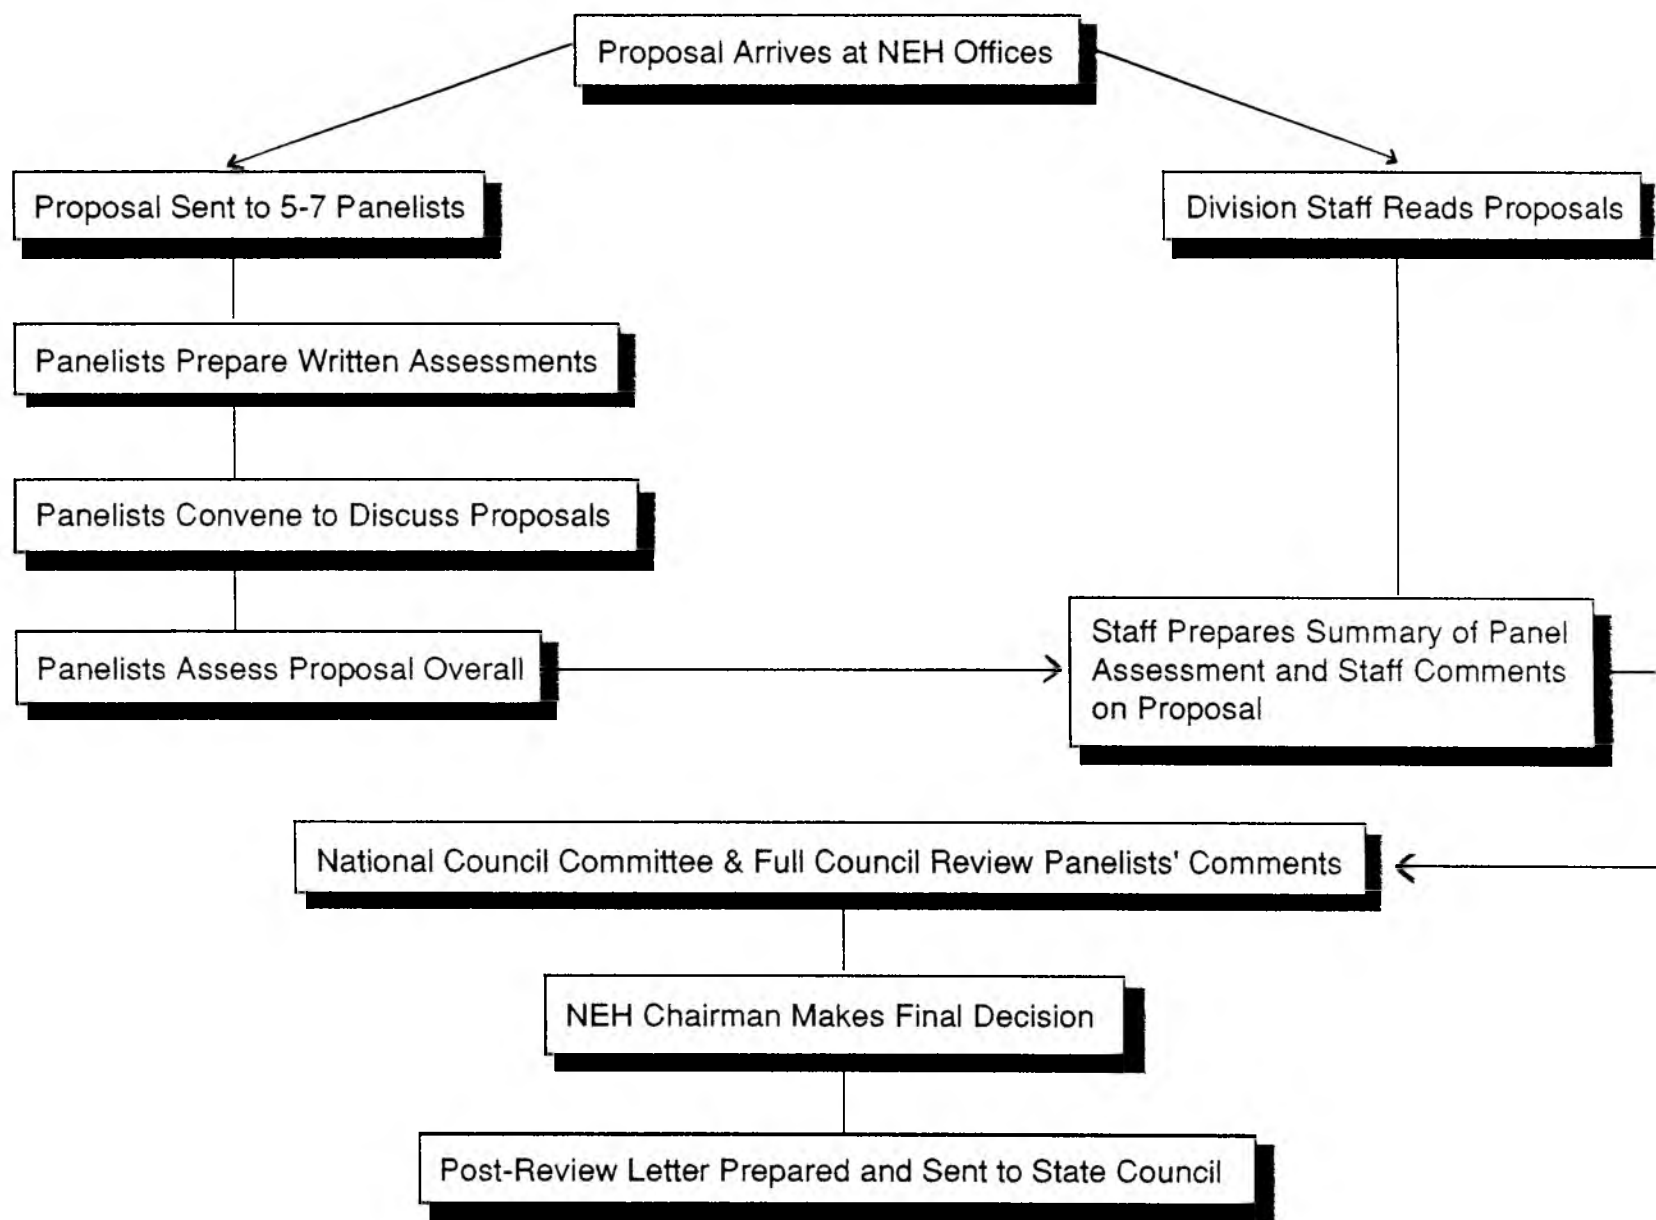 Proposal Arrives at NEH Offices
Proposal Sent to 5-7 Panelists
Division Staff Reads Proposals
Panelists Prepare Written Assessments
Panelists Convene to Discuss Proposals
Panelists Assess Proposal Overall
Staff Prepares Summary of Panel
Assessment and Staff Comments
on Proposal
National Council Committee & Full Council Review Panelists' Comments
NEH Chairman Makes Final Decision
Post-Review Letter Prepared and Sent to State Council